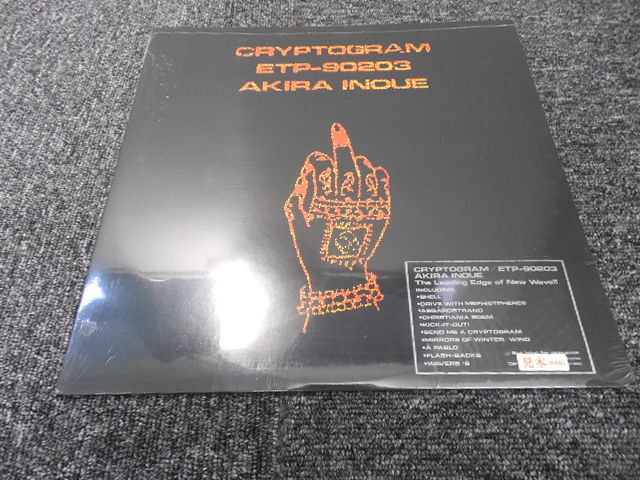 CRYPTOGRAM
ETP-90203
AKIRA INOUE
CRYPTOGRAM / ETP-90203
AKIRA INOUE
The Leading Edge of New Wave!!
INCLUDING
•SHELL
•DRIVE WITH MEPHISTPHERES
•ASGARDSTRAND
•CHRISTIANIA BOEM
•KICK-IT-OUT!
•SEND ME A CRYPTOGRAM
•MIRRORS OF WINTER WIND
•À PABLO
•FLASH-BACKS
•WAVERS-2
見本